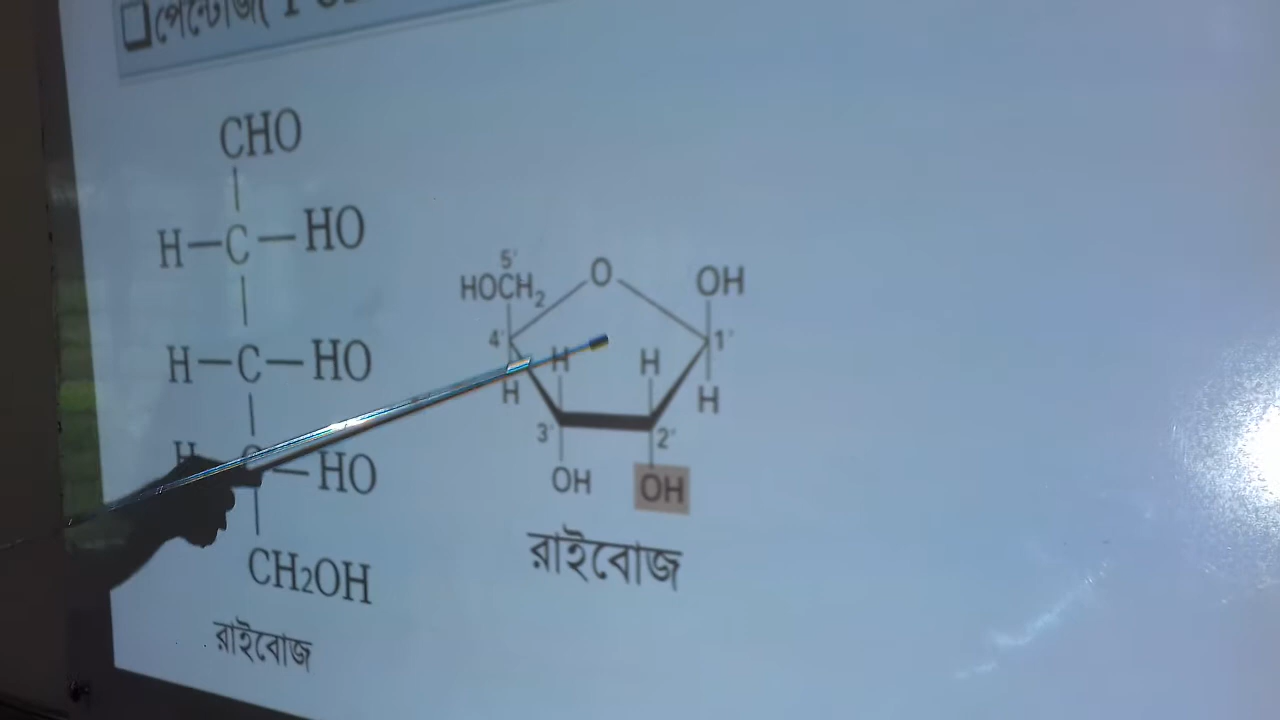 পেন্টোজ(
CHO
H—C—HO
H—C—HO
H C—HO
CH₂OH
রাইবোজ
5'
HOCH₂ O OH
4' 1'
H H
H H
3' 2'
OH OH
রাইবোজ